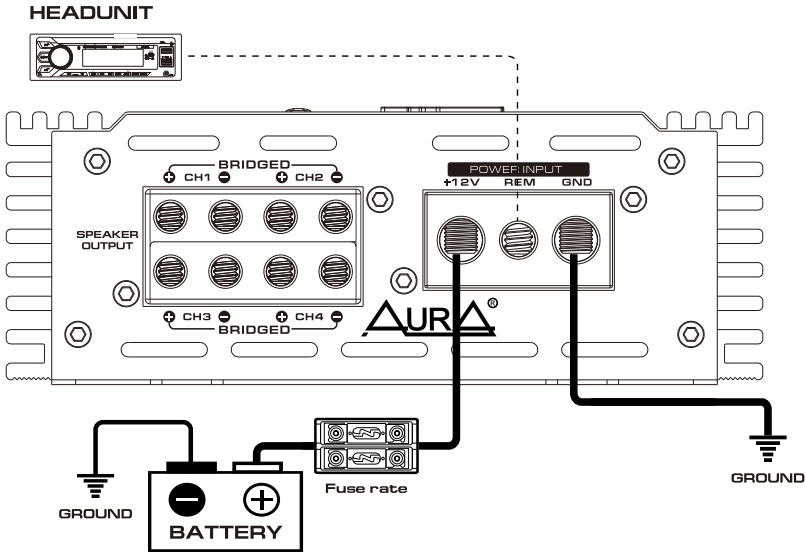 HEADUNIT
BRIDGED
+ CH1 − + CH2 −
POWER INPUT
+12V REM GND
SPEAKER
OUTPUT
+ CH3 − + CH4 −
BRIDGED
AURA®
Fuse rate
GROUND
BATTERY
GROUND